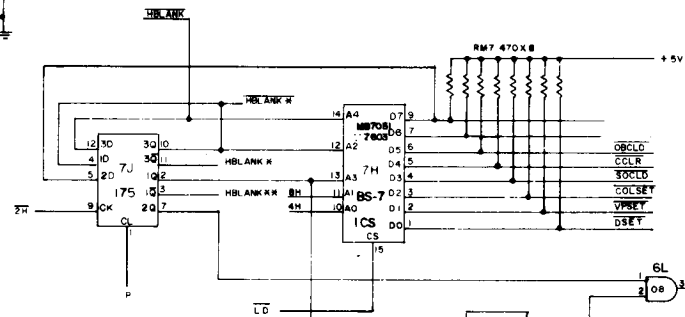 HBLANK
RM7 470X8
+5V
HBLANK*
14 A4
D7 9
MB7051
D6 7
12 3D
3Q 10
12 A2
7603
D5 6
OBCLD
4 1D
3Q 11
HBLANK*
7H
D4 5
CCLR
5 2D
7J
1Q 2
13 A3
D3 4
SOCLD
175
1Q 3
HBLANK**
8H
11 A1
BS-7
D2 3
COLSET
2H
9 CK
2Q 7
4H
10 A0
D1 2
VPSET
CL
1
1CS
D0 1
DSET
CS
15
6L
P
1
2
08
3
LD